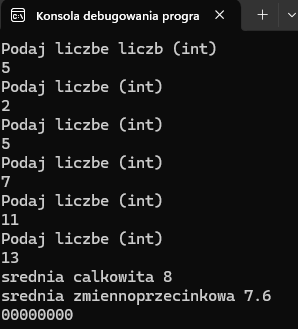 Konsola debugowania progra
Podaj liczbe liczb (int)
5
Podaj liczbe (int)
2
Podaj liczbe (int)
5
Podaj liczbe (int)
7
Podaj liczbe (int)
11
Podaj liczbe (int)
13
srednia calkowita 8
srednia zmiennoprzecinkowa 7.6
00000000